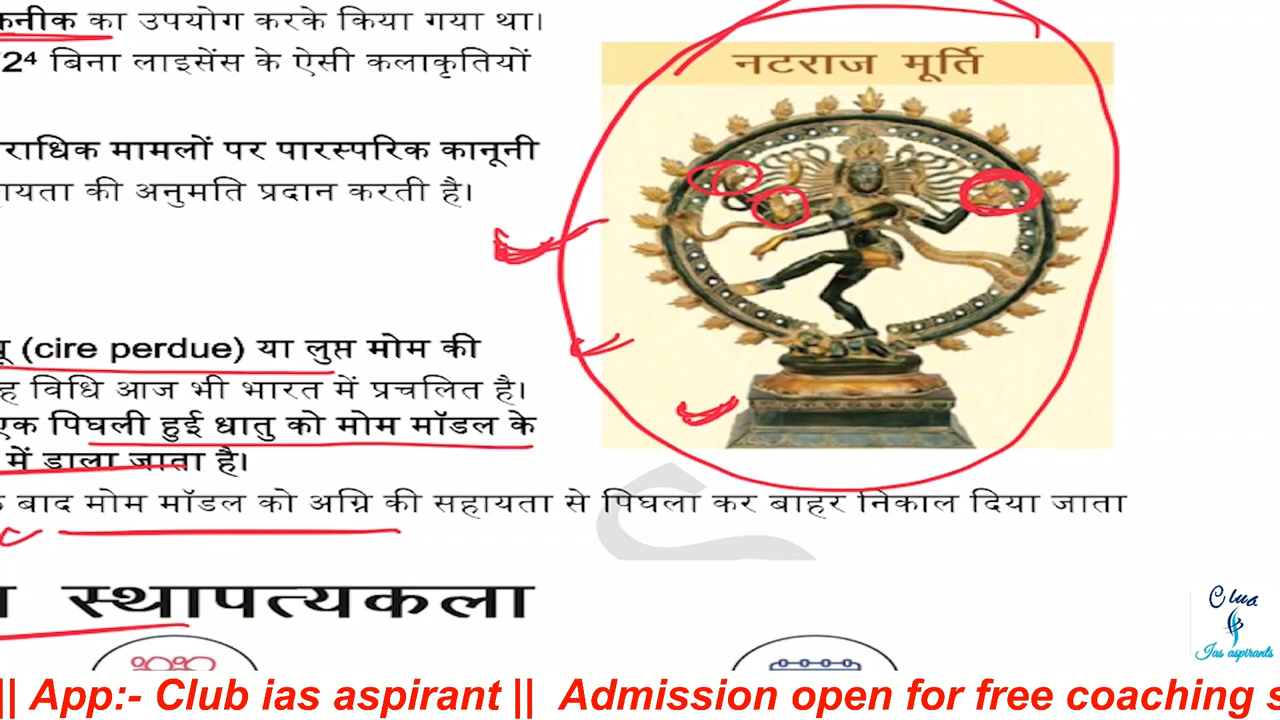 कनीक का उपयोग करके किया गया था।
2⁴ बिना लाइसेंस के ऐसी कलाकृतियों
राधिक मामलों पर पारस्परिक कानूनी
ायता की अनुमति प्रदान करती है।
नटराज मूर्ति
(cire perdue) या लुप्त मोम की
ह विधि आज भी भारत में प्रचलित है।
एक पिघली हुई धातु को मोम मॉडल के
में डाला जाता है।
बाद मोम मॉडल को अग्नि की सहायता से पिघला कर बाहर निकाल दिया जाता
स्थापत्यकला
Club
Ias aspirants
|| App:- Club ias aspirant || Admission open for free coaching s